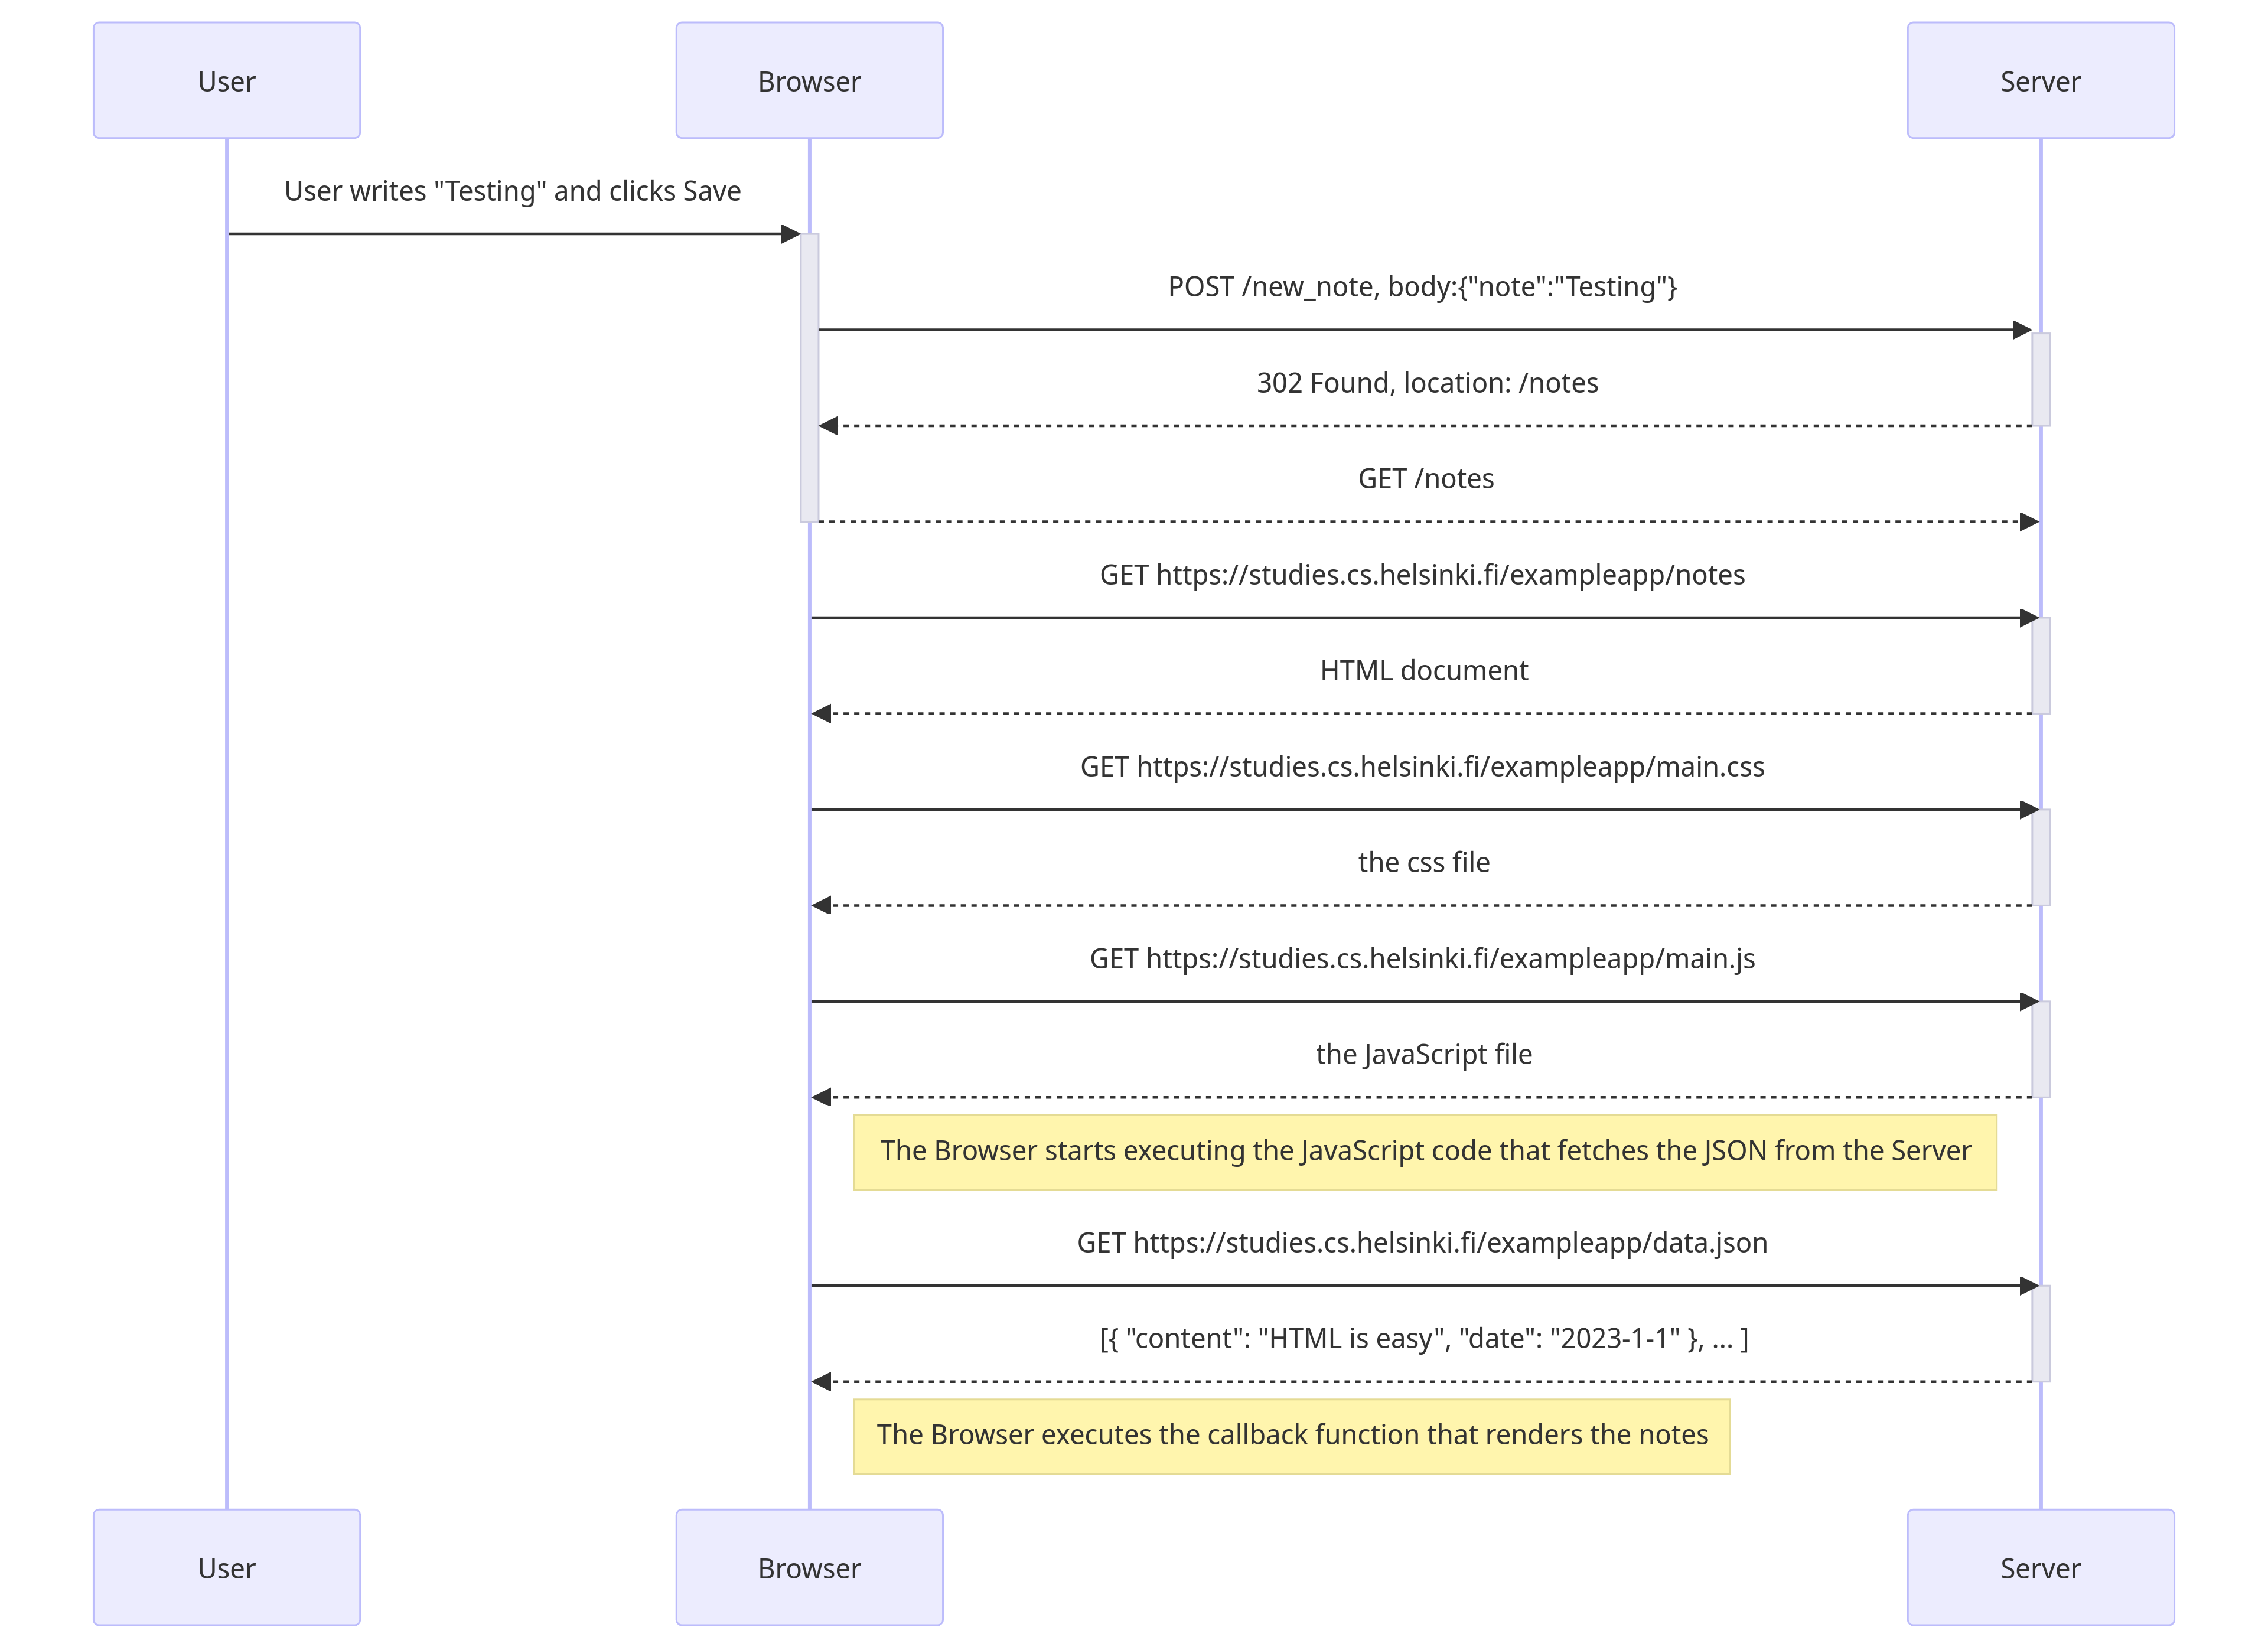 User
Browser
Server
User writes "Testing" and clicks Save
POST /new_note, body:{"note":"Testing"}
302 Found, location: /notes
GET /notes
GET https://studies.cs.helsinki.fi/exampleapp/notes
HTML document
GET https://studies.cs.helsinki.fi/exampleapp/main.css
the css file
GET https://studies.cs.helsinki.fi/exampleapp/main.js
the JavaScript file
The Browser starts executing the JavaScript code that fetches the JSON from the Server
GET https://studies.cs.helsinki.fi/exampleapp/data.json
[{ "content": "HTML is easy", "date": "2023-1-1" }, ... ]
The Browser executes the callback function that renders the notes
User
Browser
Server